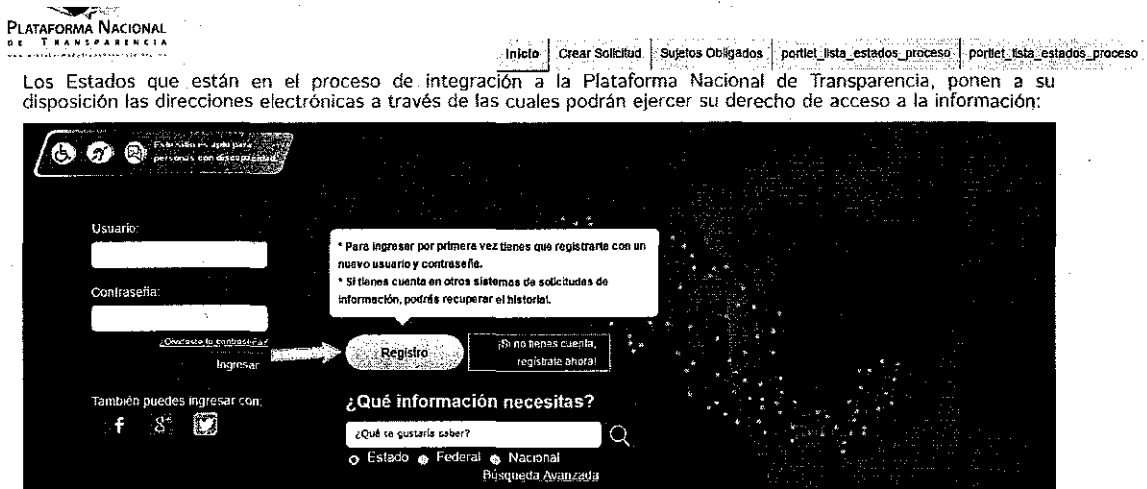 PLATAFORMA NACIONAL
DE TRANSPARENCIA
Inicio Crear Solicitud Sujetos Obligados portlet_lista_estados_proceso portlet_lista_estados_proceso
Los Estados que están en el proceso de integración a la Plataforma Nacional de Transparencia, ponen a su
disposición las direcciones electrónicas a través de las cuales podrán ejercer su derecho de acceso a la información:
Este sitio es apto para
personas con discapacidad
Usuario:
* Para ingresar por primera vez tienes que registrarte con un
nuevo usuario y contraseña.
* Si tienes cuenta en otros sistemas de solicitudes de
información, podrás recuperar el historial.
Contraseña:
¿Olvidaste tu contraseña?
Ingresar
Registro
¡Si no tienes cuenta,
regístrate ahora!
También puedes ingresar con:
f g+
¿Qué información necesitas?
¿Qué te gustaría saber?
Estado Federal Nacional
Búsqueda Avanzada